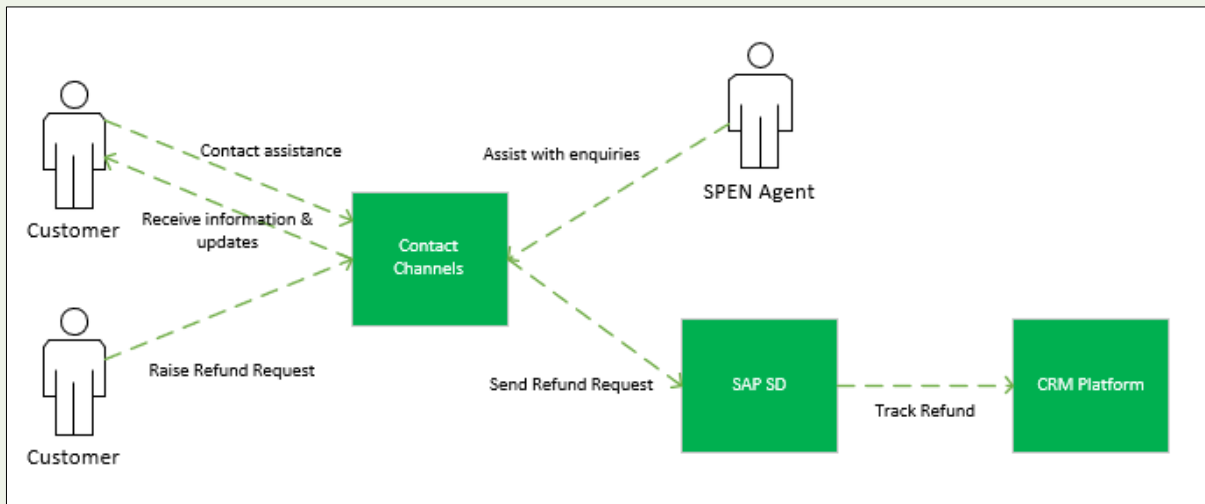 Contact assistance
Assist with enquiries
SPEN Agent
Customer
Receive information &
updates
Contact
Channels
Raise Refund Request
Send Refund Request
SAP SD
CRM Platform
Track Refund
Customer